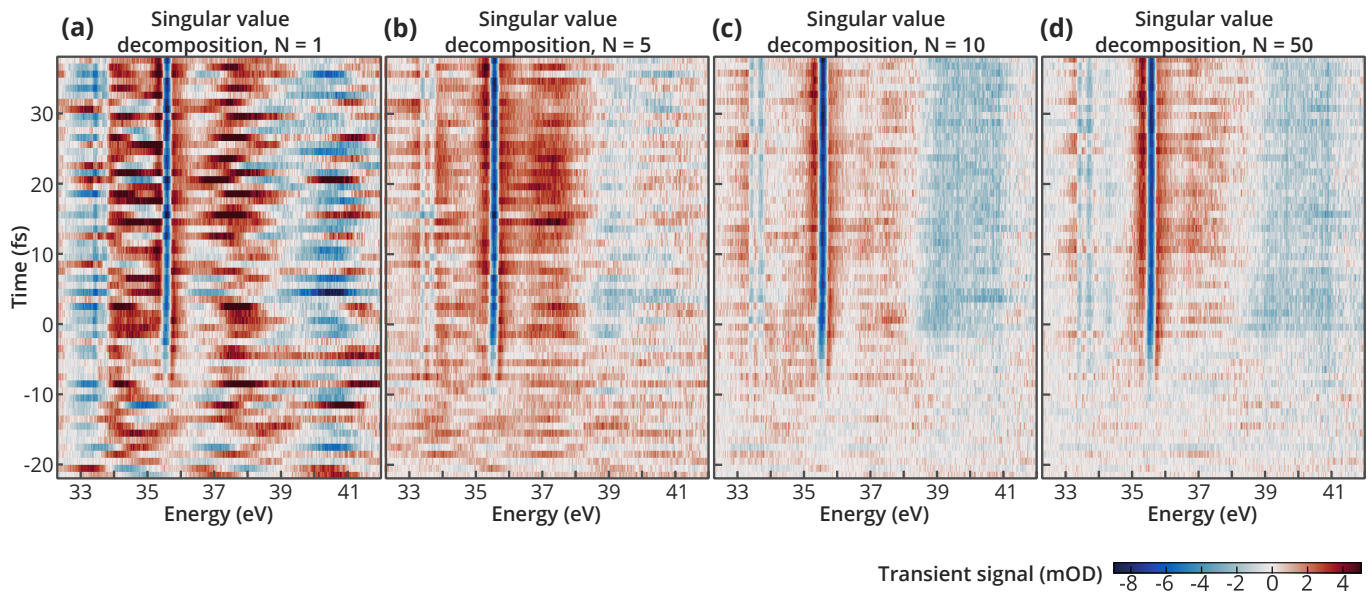 (a) Singular value
decomposition, N = 1
(b) Singular value
decomposition, N = 5
(c) Singular value
decomposition, N = 10
(d) Singular value
decomposition, N = 50
Time (fs)
30
20
10
0
-10
-20
33 35 37 39 41
33 35 37 39 41
33 35 37 39 41
33 35 37 39 41
Energy (eV)
Energy (eV)
Energy (eV)
Energy (eV)
Transient signal (mOD)
-8 -6 -4 -2 0 2 4